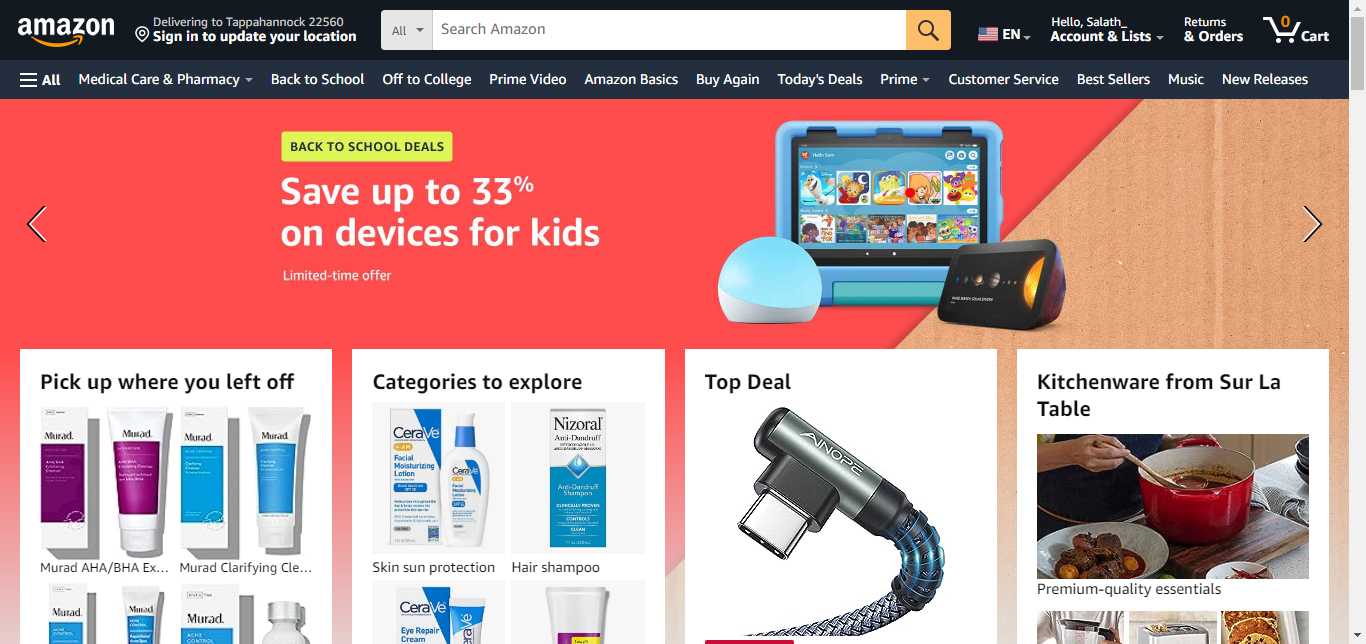 amazon
Delivering to Tappahannock 22560
Sign in to update your location
All
Search Amazon
EN
Hello, Salath_
Account & Lists
Returns
& Orders
0
Cart
All
Medical Care & Pharmacy
Back to School
Off to College
Prime Video
Amazon Basics
Buy Again
Today's Deals
Prime
Customer Service
Best Sellers
Music
New Releases
BACK TO SCHOOL DEALS
Save up to 33%
on devices for kids
Limited-time offer
Pick up where you left off
Murad.
Murad.
Murad.
Murad.
Murad AHA/BHA Ex...
Murad Clarifying Cle...
Murad.
Murad.
Murad.
Categories to explore
CeraVe
Facial
Moisturizing
Lotion
CeraVe
Nizoral
Anti-Dandruff
Anti-Dandruff
Shampoo
CLINICALLY PROVEN
CONTROLS
Skin sun protection
Hair shampoo
CeraVe
Eye Repair
Cream
Top Deal
AINOPE
Kitchenware from Sur La
Table
Premium-quality essentials